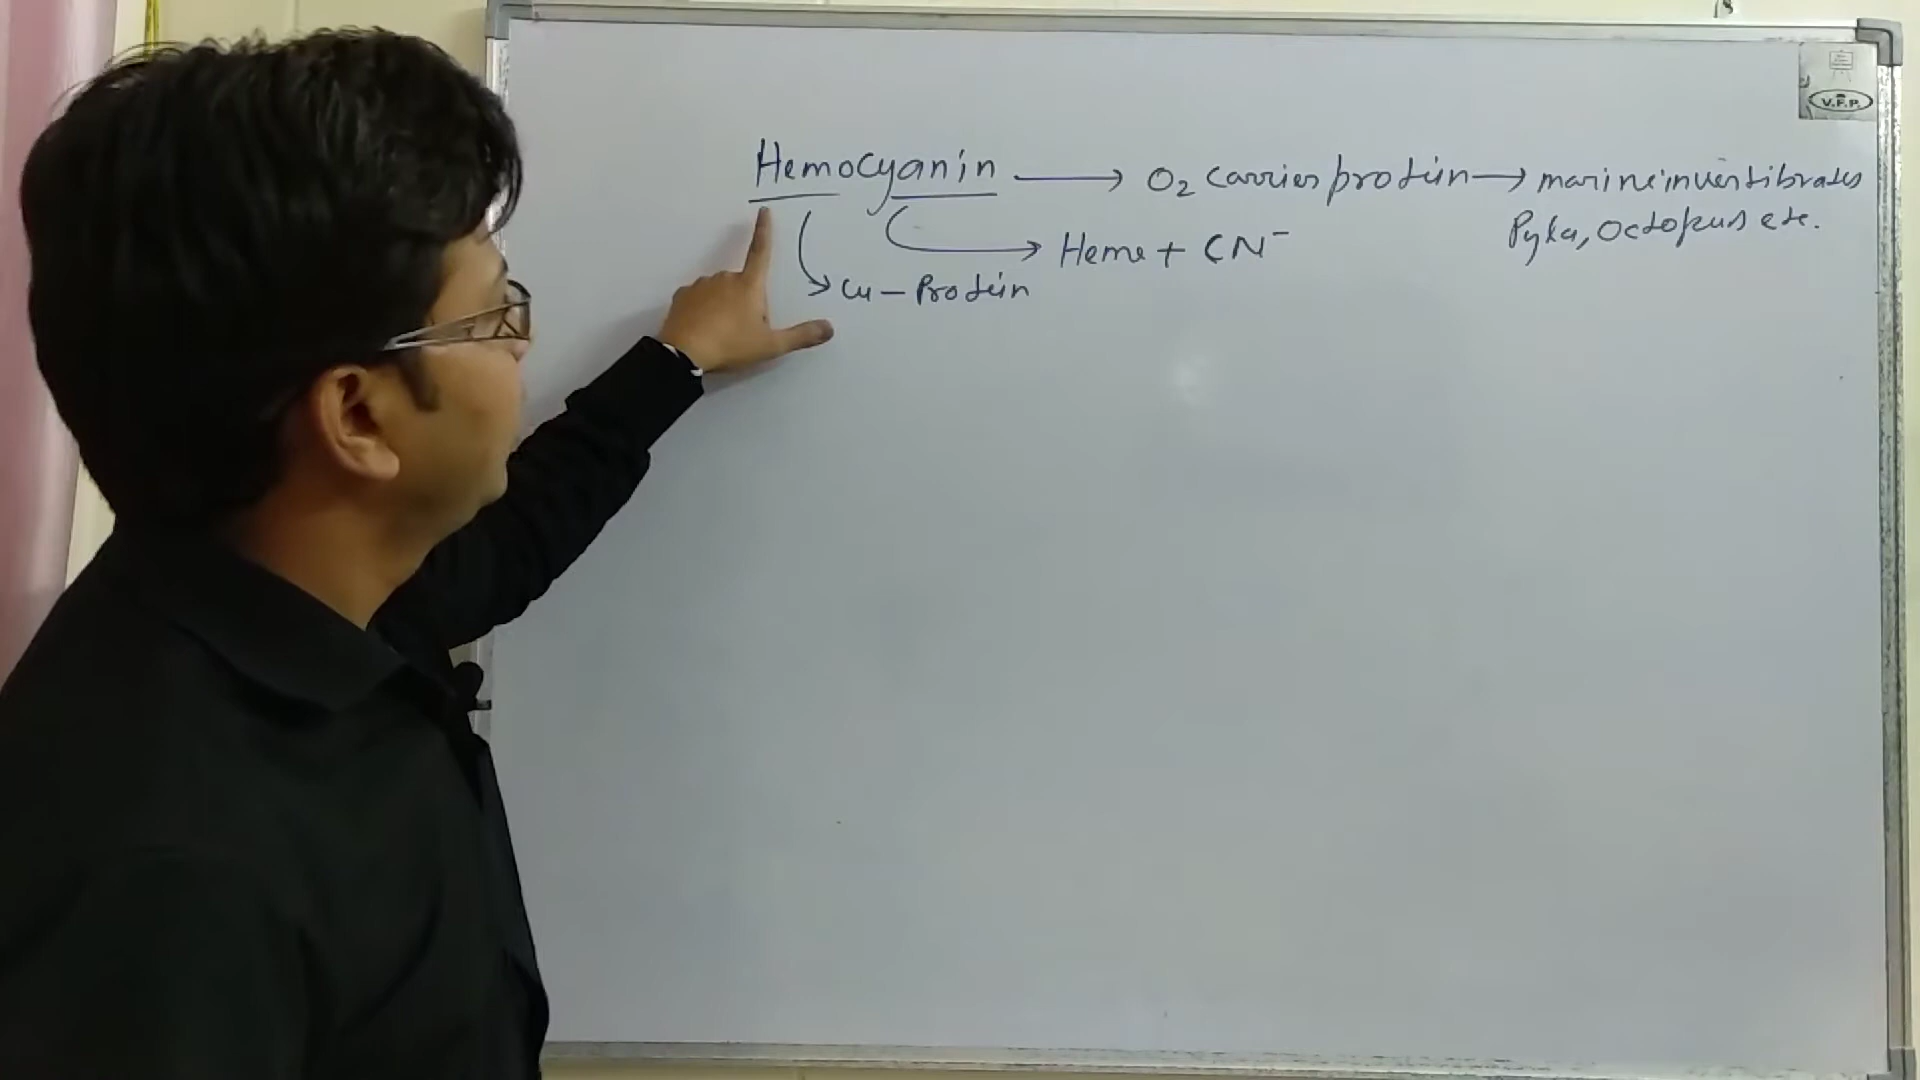 Hemocyanin → O2 carrier protein → marine invertibrates
Pyla, Octopus etc.
Heme + CN⁻
Cu – Protein
V.F.P.